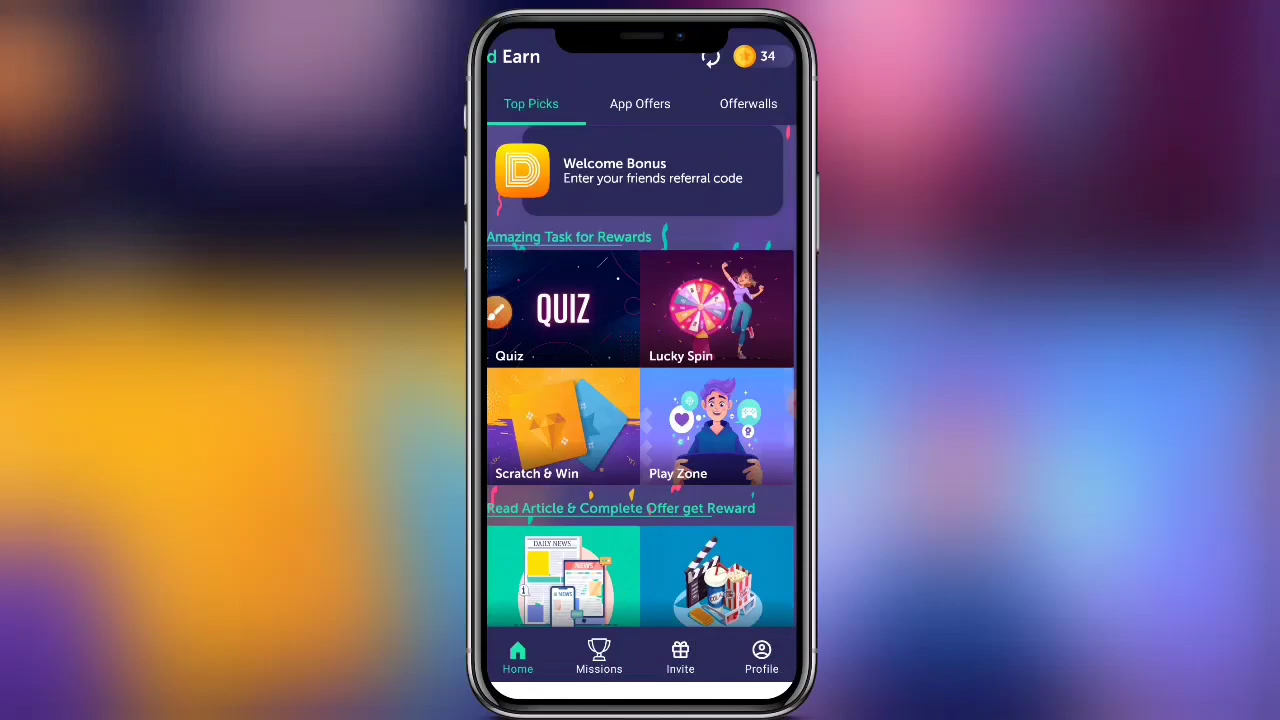 d Earn
34
Top Picks
App Offers
Offerwalls
D
Welcome Bonus
Enter your friends referral code
Amazing Task for Rewards
QUIZ
Quiz
Lucky Spin
Scratch & Win
Play Zone
Read Article & Complete Offer get Reward
DAILY NEWS
NEWS
NEWS
Home
Missions
Invite
Profile